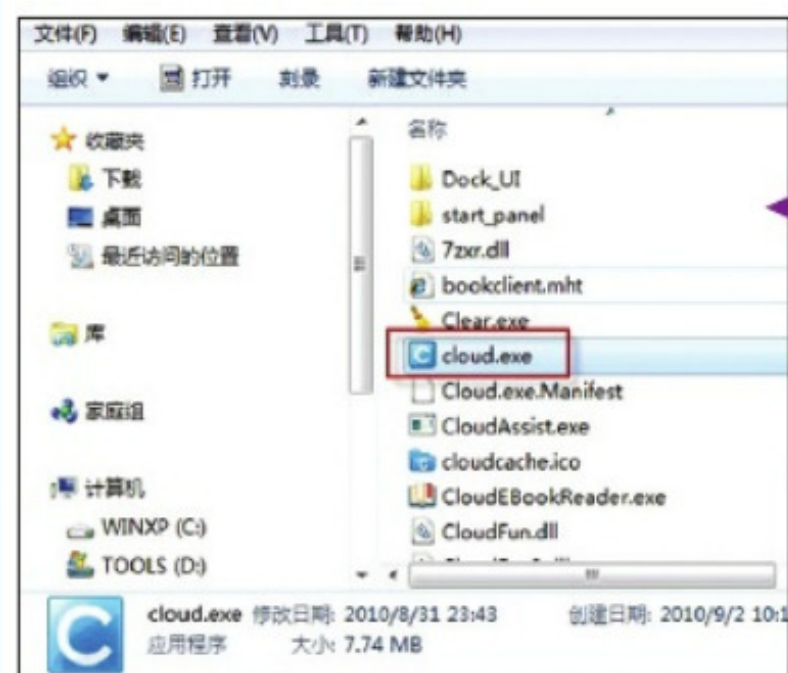 文件(F) 编辑(E) 查看(V) 工具(T) 帮助(H)
组织 打开 刻录 新建文件夹
收藏夹
下载
桌面
最近访问的位置
库
家庭组
计算机
WINXP (C:)
TOOLS (D:)
名称
Dock_UI
start_panel
7zxr.dll
bookclient.mht
Clear.exe
cloud.exe
Cloud.exe.Manifest
CloudAssist.exe
cloudcache.ico
CloudEBookReader.exe
CloudFun.dll
cloud.exe 修改日期: 2010/8/31 23:43 创建日期: 2010/9/2 10:1
应用程序 大小: 7.74 MB